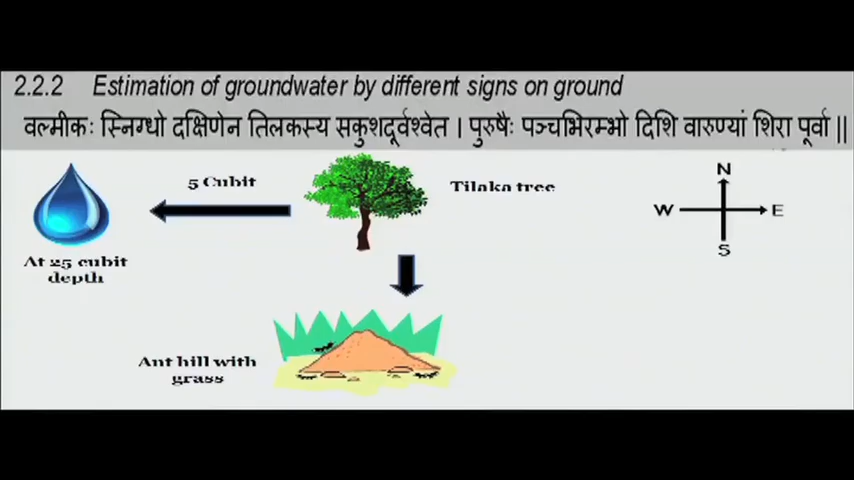 2.2.2 Estimation of groundwater by different signs on ground
वल्मीकः स्निग्धो दक्षिणेन तिलकस्य सकुशदूर्वश्चेत । पुरुषैः पञ्चभिरम्भो दिशि वारुण्यां शिरा पूर्वा ||
5 Cubit
Tilaka tree
N
W
E
S
At 25 cubit
depth
Ant hill with
grass